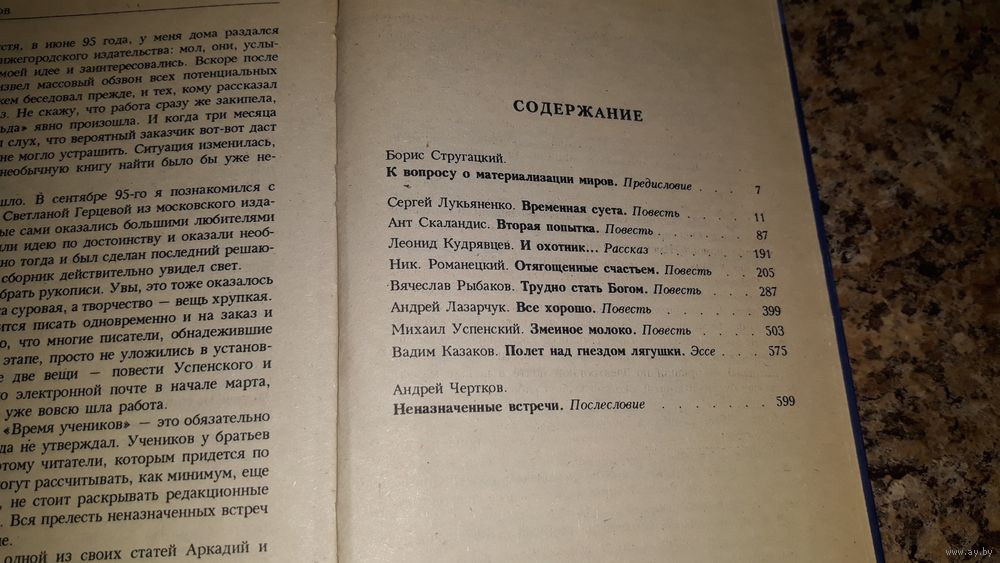 ов
устя, в июне 95 года, у меня дома раздался
ижегородского издательства: мол, они, услы-
моей идее и заинтересовались. Вскоре после
извел массовый обзвон всех потенциальных
кем беседовал прежде, и тех, кому рассказал
з. Не скажу, что работа сразу же закипела,
ьда» явно произошла. И когда три месяца
л слух, что вероятный заказчик вот-вот даст
не могло устрашить. Ситуация изменилась,
необычную книгу найти было бы уже не-
шло. В сентябре 95-го я познакомился с
Светланой Герцевой из московского изда-
ые сами оказались большими любителями
или идею по достоинству и оказали необ-
но тогда и был сделан последний решаю-
сборник действительно увидел свет.
брать рукописи. Увы, это тоже оказалось
та суровая, а творчество — вещь хрупкая.
ится писать одновременно и на заказ и
о, что многие писатели, обнадежившие
этапе, просто не уложились в установ-
е две вещи — повести Успенского и
о электронной почте в начале марта,
уже вовсю шла работа.
«Время учеников» — это обязательно
да не утверждал. Учеников у братьев
этому читатели, которым придется по
могут рассчитывать, как минимум, еще
, не стоит раскрывать редакционные
. Вся прелесть неназначенных встреч
ие.
одной из своих статей Аркадий и
СОДЕРЖАНИЕ
Борис Стругацкий.
К вопросу о материализации миров. Предисловие . . . 7
Сергей Лукьяненко. Временная суета. Повесть . . . . . 11
Ант Скаландис. Вторая попытка. Повесть . . . . . . 87
Леонид Кудрявцев. И охотник... Рассказ . . . . . . 191
Ник. Романецкий. Отягощенные счастьем. Повесть . . . 205
Вячеслав Рыбаков. Трудно стать Богом. Повесть . . . . 287
Андрей Лазарчук. Все хорошо. Повесть . . . . . . . 399
Михаил Успенский. Змеиное молоко. Повесть . . . . . 503
Вадим Казаков. Полет над гнездом лягушки. Эссе . . . 575
Андрей Чертков.
Неназначенные встречи. Послесловие . . . . . . . 599
www.ay.by